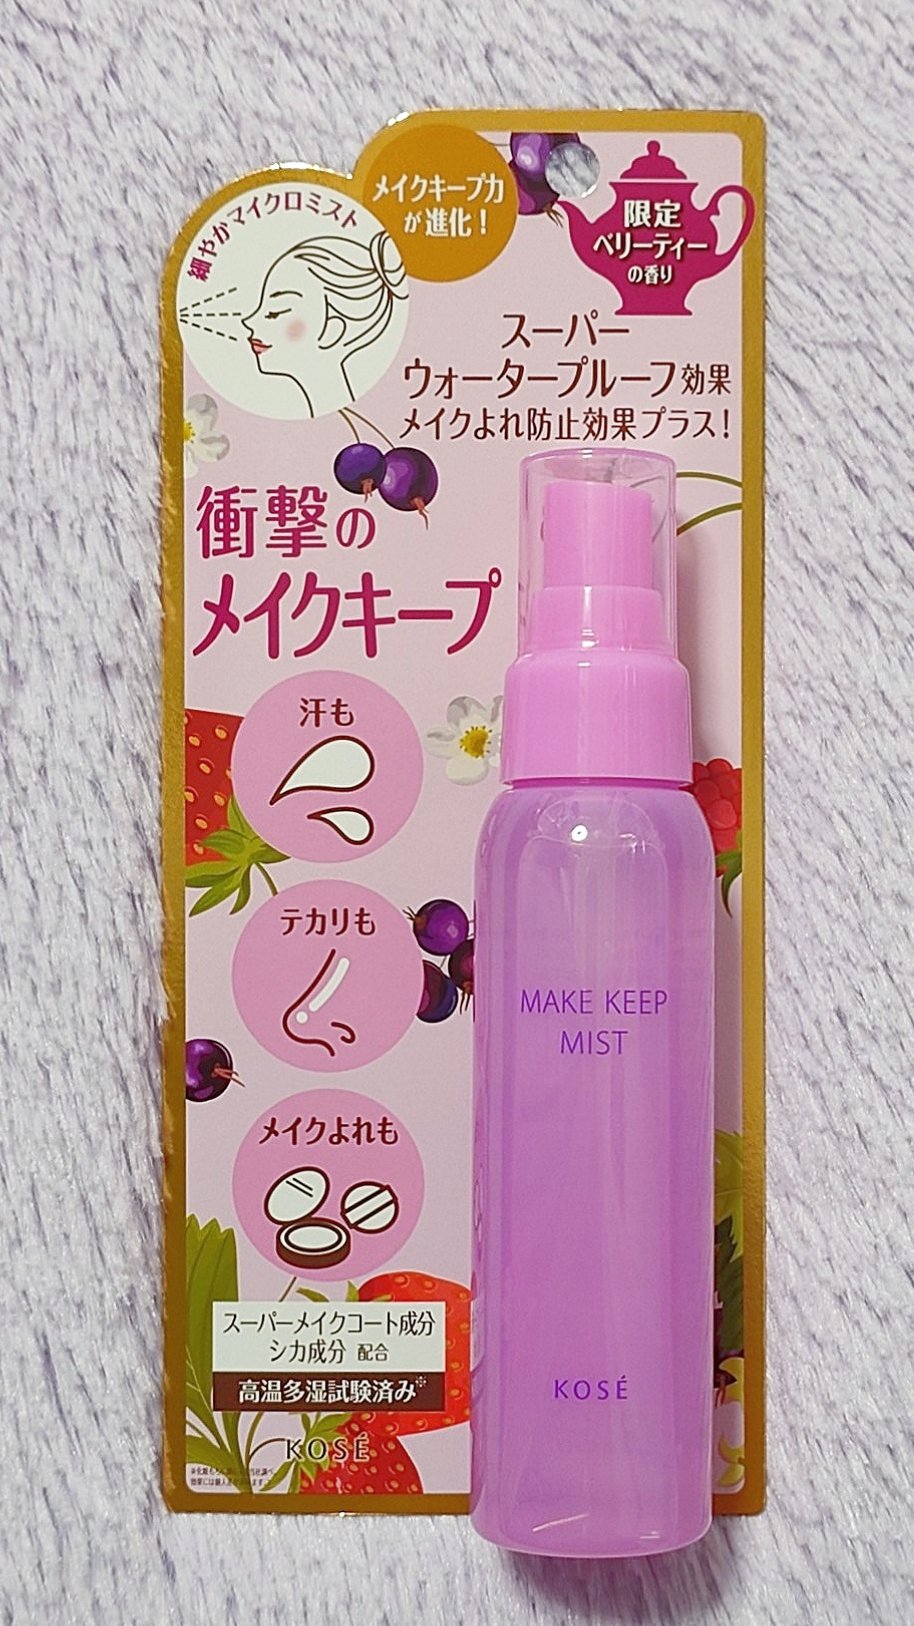 細やかマイクロミスト
メイクキープ力
が進化！
限定
ベリーティー
の香り
スーパー
ウォータープルーフ効果
メイクよれ防止効果プラス！
衝撃の
メイクキープ
汗も
テカリも
メイクよれも
スーパーメイクコート成分
シカ成分 配合
高温多湿試験済み※
KOSÉ
MAKE KEEP
MIST
KOSÉ